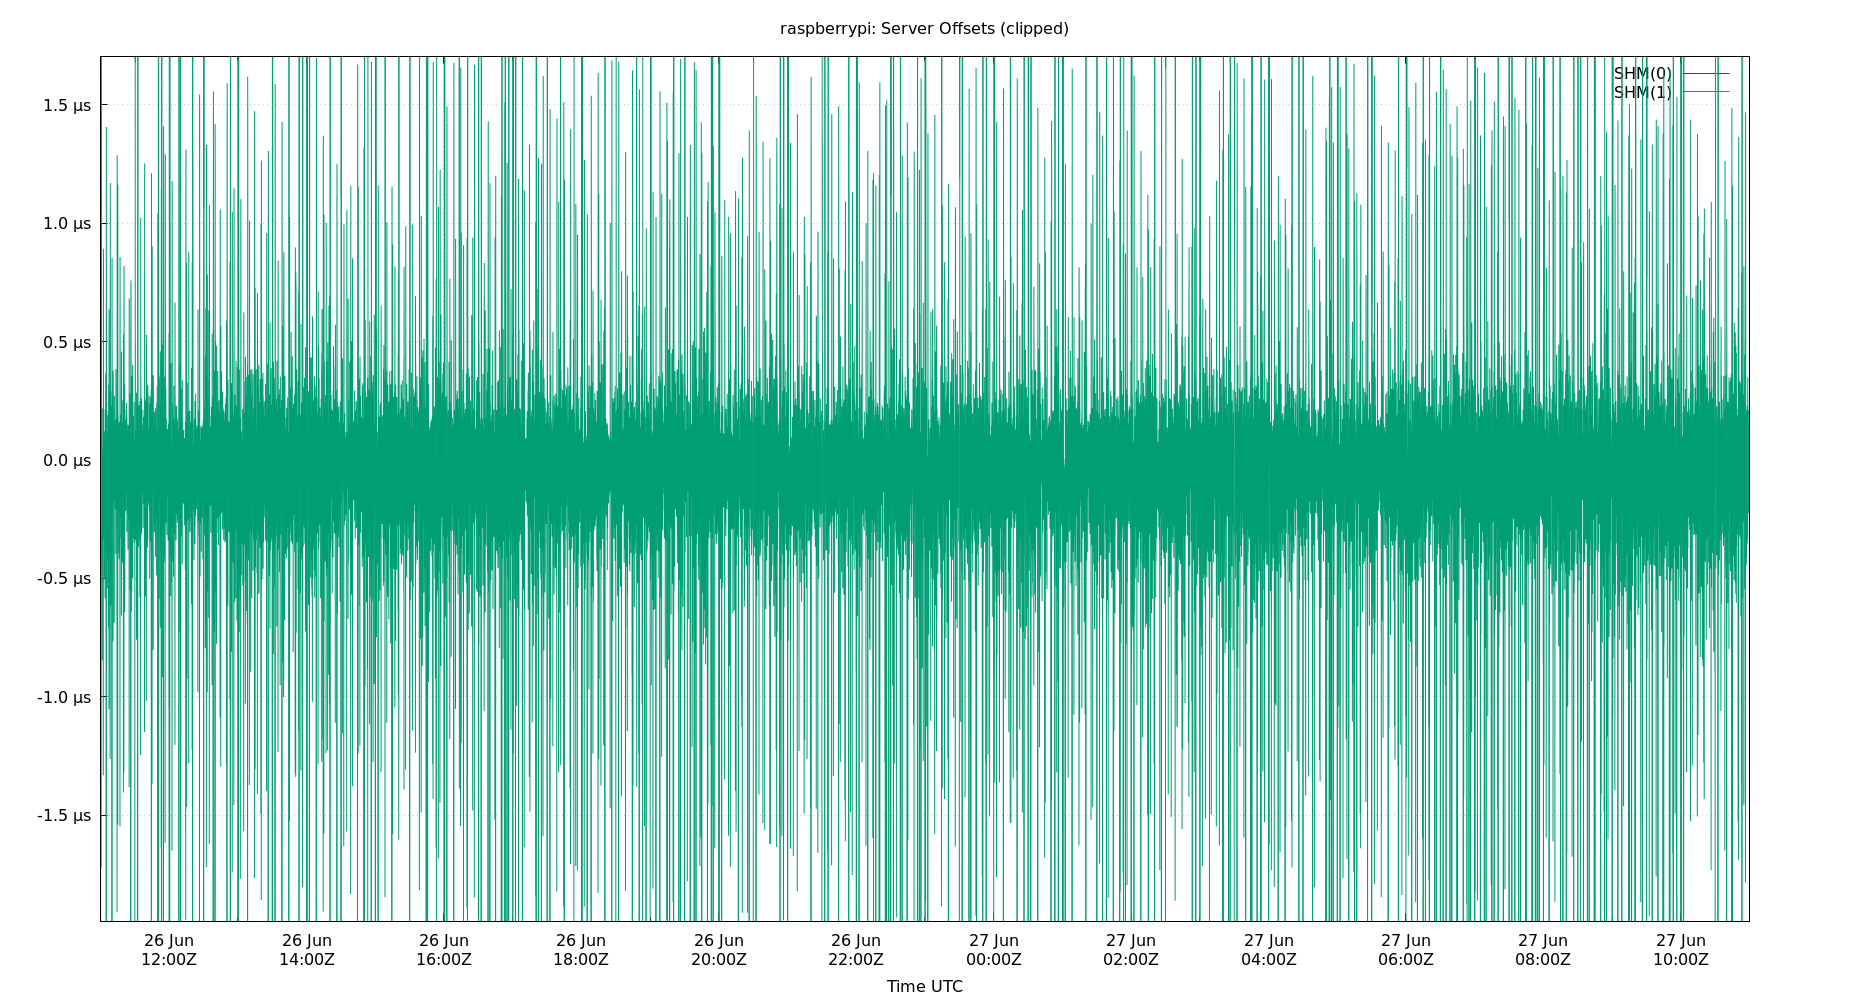 raspberrypi: Server Offsets (clipped)
SHM(0)
SHM(1)
1.5 μs
1.0 μs
0.5 μs
0.0 μs
-0.5 μs
-1.0 μs
-1.5 μs
26 Jun 26 Jun 26 Jun 26 Jun 26 Jun 26 Jun 27 Jun 27 Jun 27 Jun 27 Jun 27 Jun 27 Jun
12:00Z 14:00Z 16:00Z 18:00Z 20:00Z 22:00Z 00:00Z 02:00Z 04:00Z 06:00Z 08:00Z 10:00Z
Time UTC